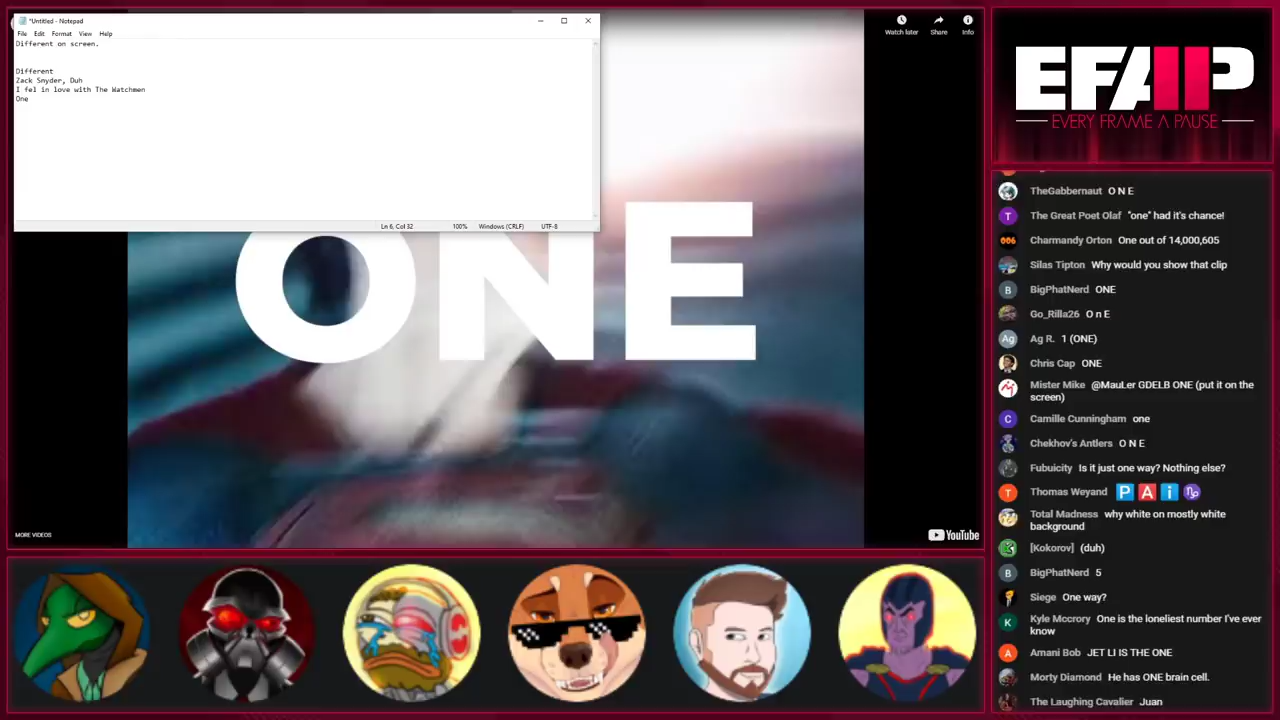 *Untitled - Notepad
File Edit Format View Help
Different on screen.
Different
Zack Snyder, Duh
I fel in love with The Watchmen
One
Ln 6, Col 32 100% Windows (CRLF) UTF-8
Watch later Share Info
ONE
MORE VIDEOS
YouTube
EFAP
EVERY FRAME A PAUSE
TheGabbernaut O N E
T The Great Poet Olaf "one" had it's chance!
Charmandy Orton One out of 14,000,605
Silas Tipton Why would you show that clip
B BigPhatNerd ONE
Go_Rilla26 O n E
Ag Ag R. 1 (ONE)
Chris Cap ONE
Mister Mike @MauLer GDELB ONE (put it on the
screen)
C Camille Cunningham one
Chekhov's Antlers O N E
Fubuicity Is it just one way? Nothing else?
T Thomas Weyand 🅿️🅰️ℹ️♑
Total Madness why white on mostly white
background
[Kokorov] (duh)
B BigPhatNerd 5
Siege One way?
K Kyle Mccrory One is the loneliest number I've ever
know
A Amani Bob JET LI IS THE ONE
Morty Diamond He has ONE brain cell.
The Laughing Cavalier Juan